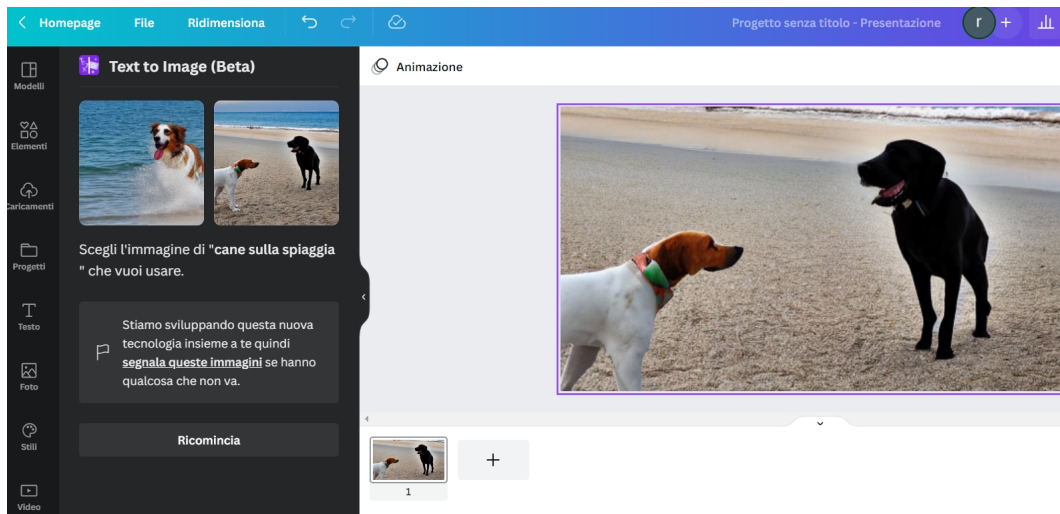 Homepage
File
Ridimensiona
Progetto senza titolo - Presentazione
r
+
Text to Image (Beta)
Animazione
Modelli
Elementi
Caricamenti
Progetti
Testo
Foto
Stili
Video
Scegli l'immagine di "cane sulla spiaggia
" che vuoi usare.
Stiamo sviluppando questa nuova
tecnologia insieme a te quindi
segnala queste immagini se hanno
qualcosa che non va.
Ricomincia
+
1